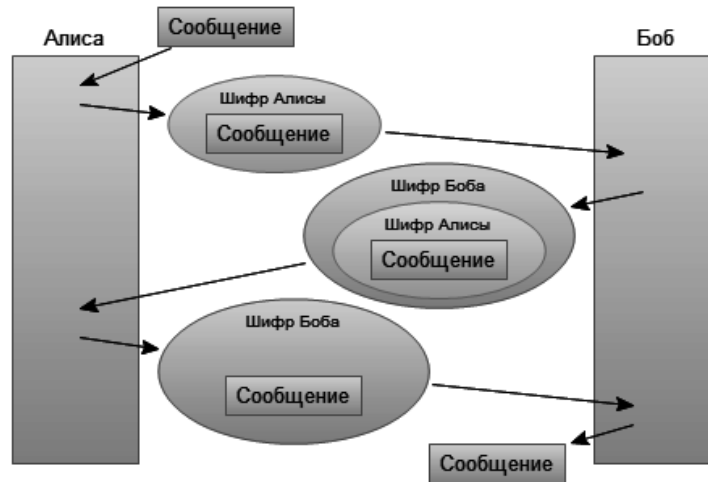 Сообщение
Алиса
Боб
Шифр Алисы
Сообщение
Шифр Боба
Шифр Алисы
Сообщение
Шифр Боба
Сообщение
Сообщение